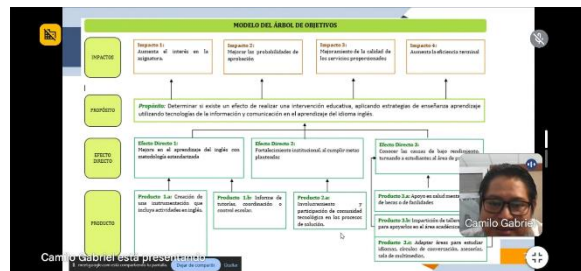 MODELO DEL ÁRBOL DE OBJETIVOS
IMPACTOS
Impacto 1:
Aumenta el interés en la
asignatura.
Impacto 2:
Mejorar las probabilidades de
aprobación
Impacto 3:
Mejoramiento de la calidad de
los servicios proporcionados
Impacto 4:
Aumenta la eficiencia terminal
PROPÓSITO
Propósito: Determinar si existe un efecto de realizar una intervención educativa, aplicando estrategias de enseñanza aprendizaje
utilizando tecnologías de la información y comunicación en el aprendizaje del idioma inglés.
EFECTO
DIRECTO
Efecto Directo 1:
Mejora en el aprendizaje del inglés con
metodología estandarizada
Efecto Directo 2:
Fortalecimiento institucional, al cumplir metas
planteadas
Efecto Directo 3:
Conocer las causas de bajo rendimiento,
turnando a estudiantes al área de
PRODUCTO
Producto 1.a: Creación de
una instrumentación que
incluya actividades en inglés.
Producto 1.b: Informe de
tutorías, coordinación o
control escolar.
Producto 2.a:
Involucramiento y
participación de comunidad
tecnológica en los procesos
de solución.
Producto 3.a: Apoyo en salud
de becas o de facilidades
Producto 3.b: Impartición de
para apoyarlos en el área académica
Producto 3.c: Adaptar áreas para estudiar
idiomas, círculos de conversación, asesorías,
sala de multimedios.
Camilo Gabriel
Camilo Gabriel está presentando
Dejar de compartir
Ocultar